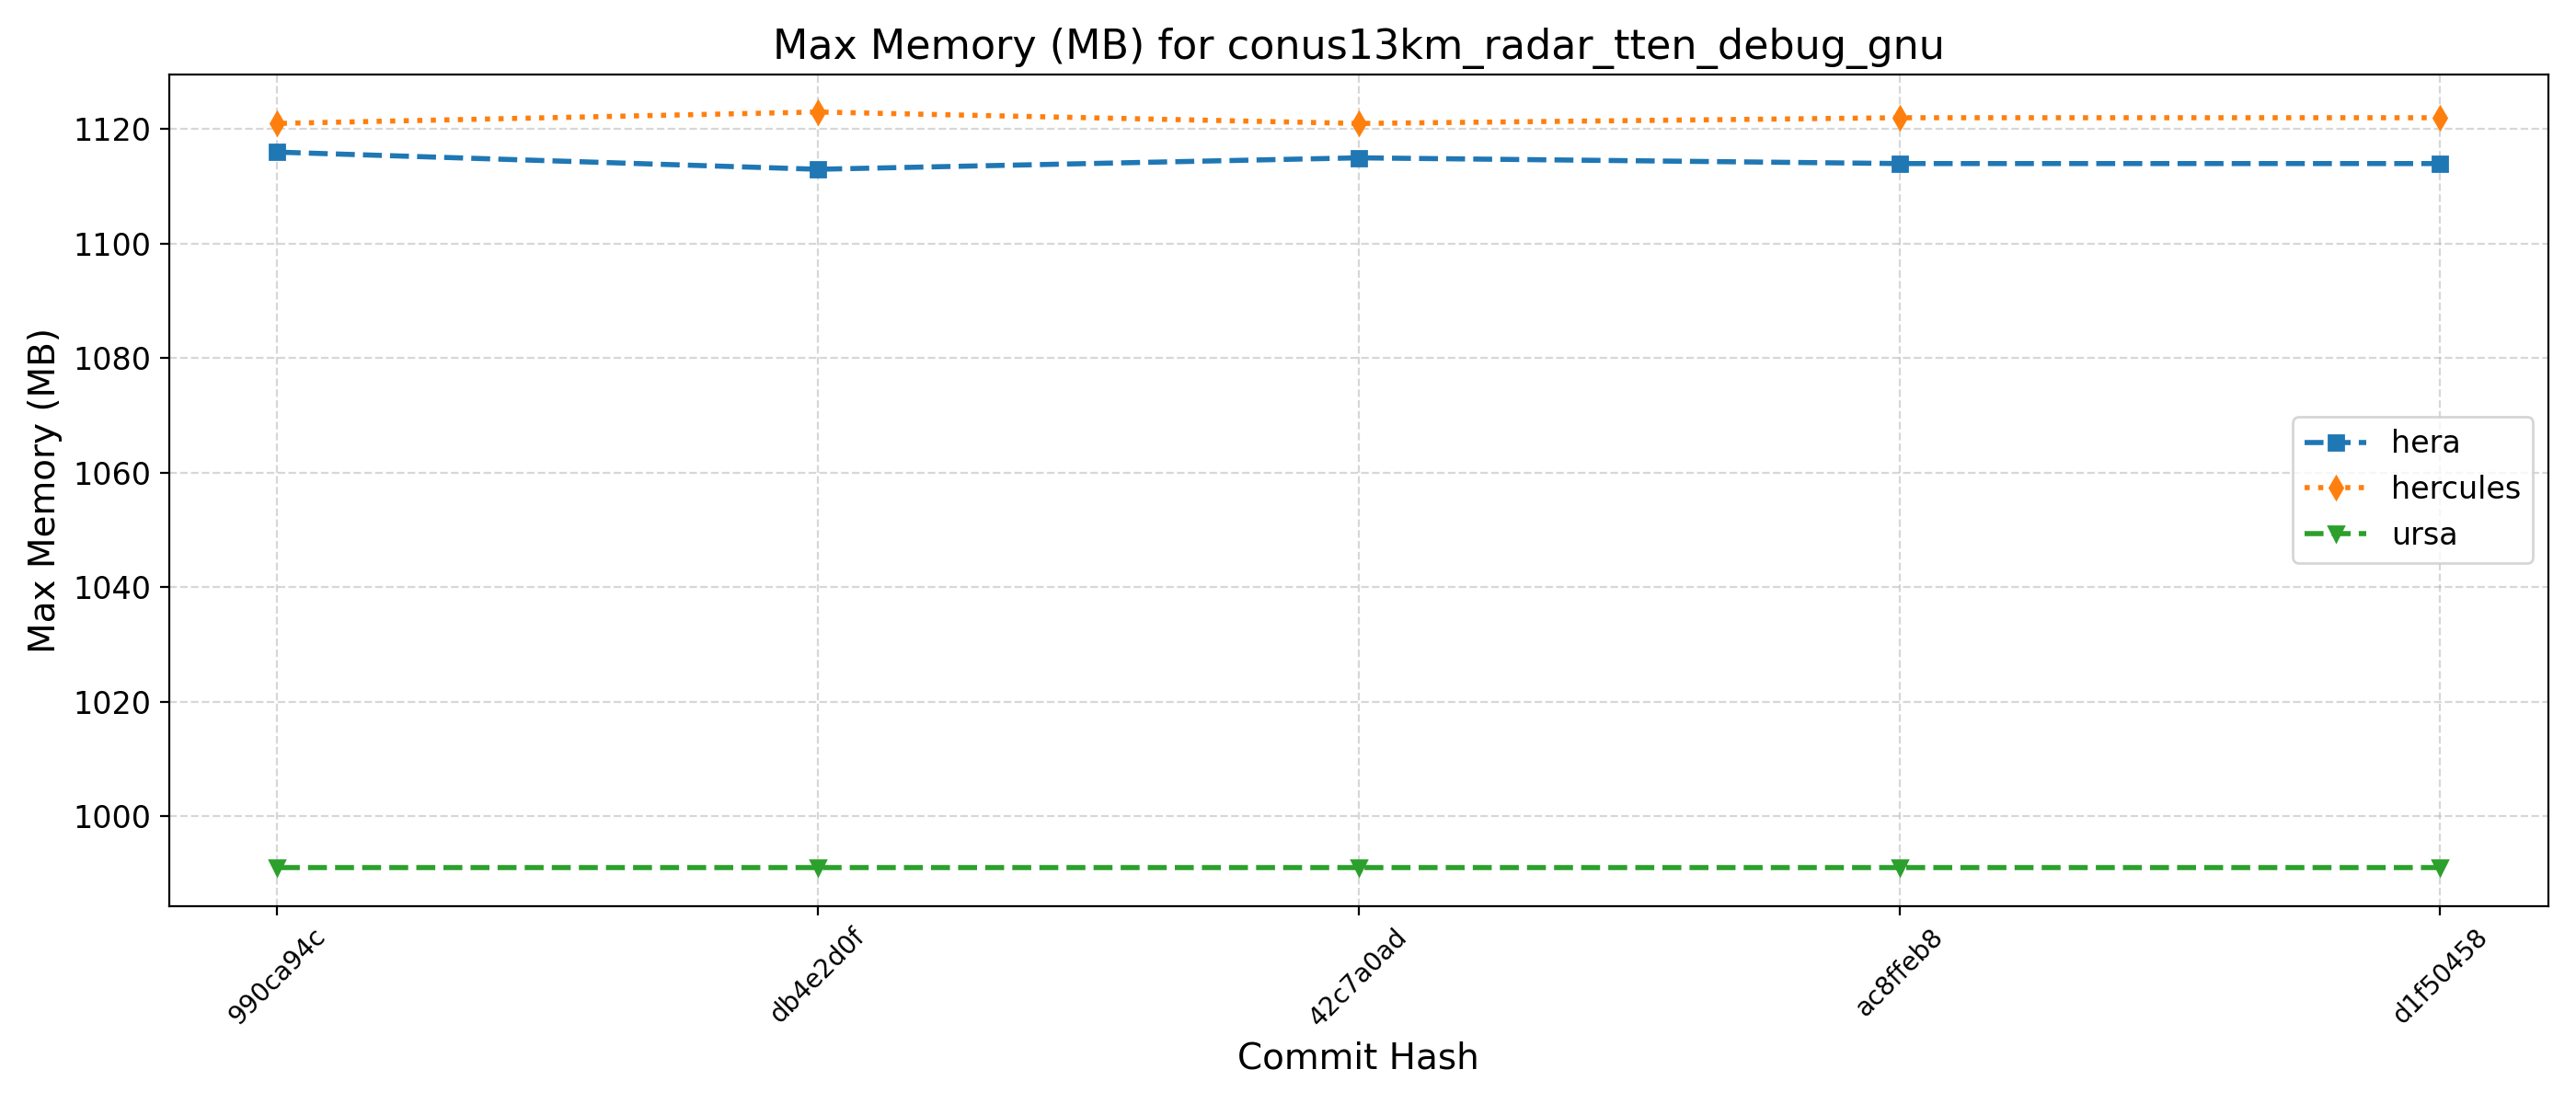 Max Memory (MB) for conus13km_radar_tten_debug_gnu
Max Memory (MB)
1120
1100
1080
1060
1040
1020
1000
hera
hercules
ursa
990ca94c
db4e2d0f
42c7a0ad
ac8ffeb8
d1f50458
Commit Hash